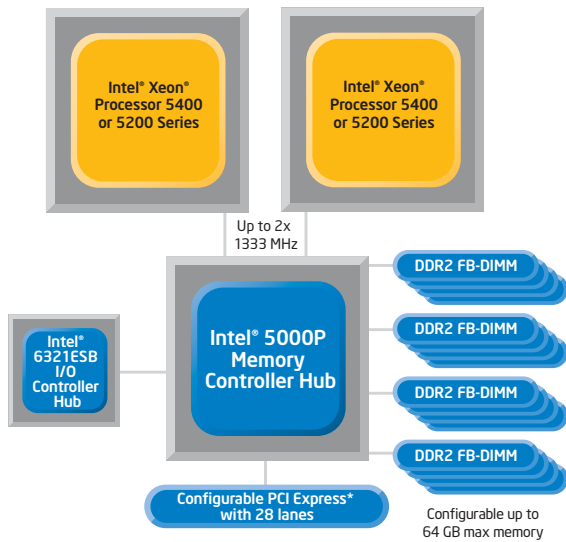 Intel® Xeon®
Processor 5400
or 5200 Series
Intel® Xeon®
Processor 5400
or 5200 Series
Up to 2x
1333 MHz
DDR2 FB-DIMM
DDR2 FB-DIMM
DDR2 FB-DIMM
DDR2 FB-DIMM
Intel®
6321ESB
I/O
Controller
Hub
Intel® 5000P
Memory
Controller Hub
Configurable PCI Express*
with 28 lanes
Configurable up to
64 GB max memory